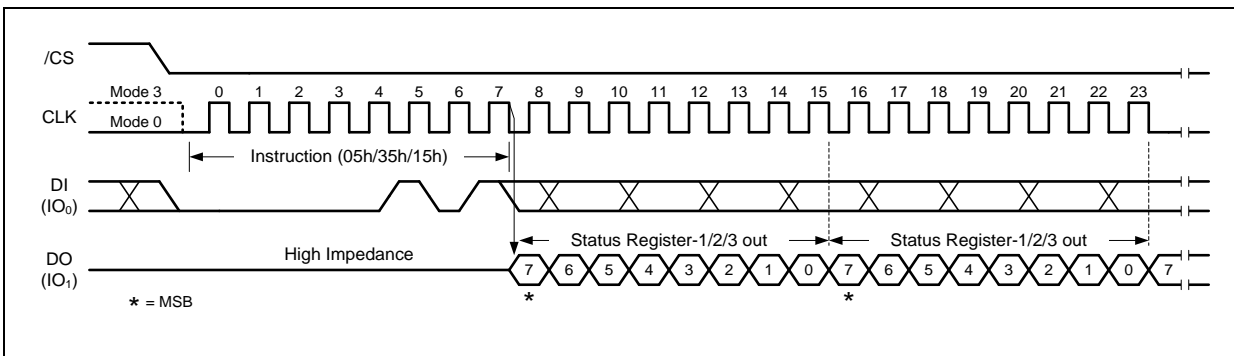 /CS
Mode 3 0 1 2 3 4 5 6 7 8 9 10 11 12 13 14 15 16 17 18 19 20 21 22 23
CLK
Mode 0
Instruction (05h/35h/15h)
DI
(IO₀)
Status Register-1/2/3 out Status Register-1/2/3 out
High Impedance
DO
(IO₁)
7 6 5 4 3 2 1 0 7 6 5 4 3 2 1 0 7
* *
* = MSB